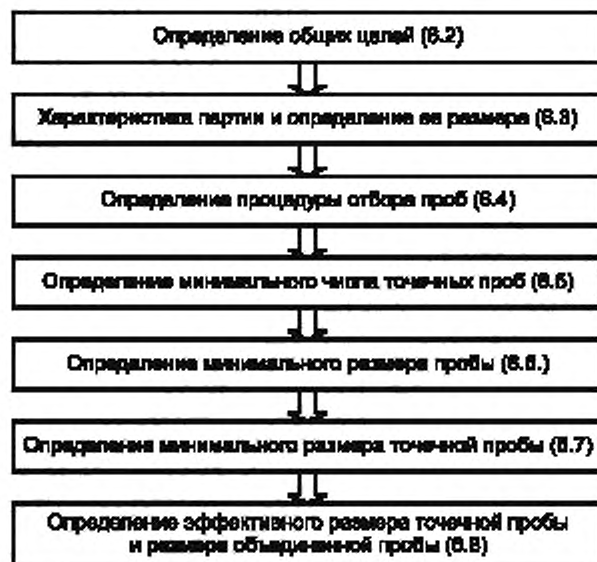 Определение общих целей (6.2)
Характеристика партии и определение ее размера (6.3)
Определение процедуры отбора проб (6.4)
Определение минимального числа точечных проб (6.5)
Определение минимального размера пробы (6.6.)
Определение минимального размера точечной пробы (6.7)
Определение эффективного размера точечной пробы
и размера объединенной пробы (6.8)